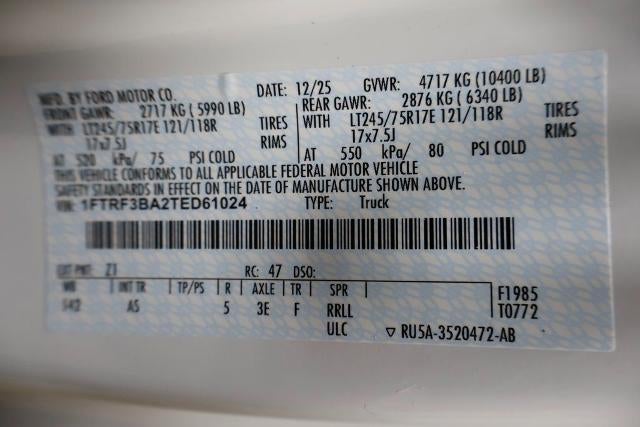 MFD. BY FORD MOTOR CO. DATE: 12/25 GVWR: 4717 KG (10400 LB)
FRONT GAWR: 2717 KG (5990 LB) REAR GAWR: 2876 KG (6340 LB)
WITH LT245/75R17E 121/118R TIRES WITH LT245/75R17E 121/118R TIRES
17x7.5J RIMS 17x7.5J RIMS
AT 520 kPa/ 75 PSI COLD AT 550 kPa/ 80 PSI COLD
THIS VEHICLE CONFORMS TO ALL APPLICABLE FEDERAL MOTOR VEHICLE
SAFETY STANDARDS IN EFFECT ON THE DATE OF MANUFACTURE SHOWN ABOVE.
VIN: 1FTRF3BA2TED61024 TYPE: Truck
EXT PNT: Z1 RC: 47 DSO:
WB INT TR TP/PS R AXLE TR SPR F1985
142 AS 5 3E F RRLL T0772
ULC ▽ RU5A-3520472-AB